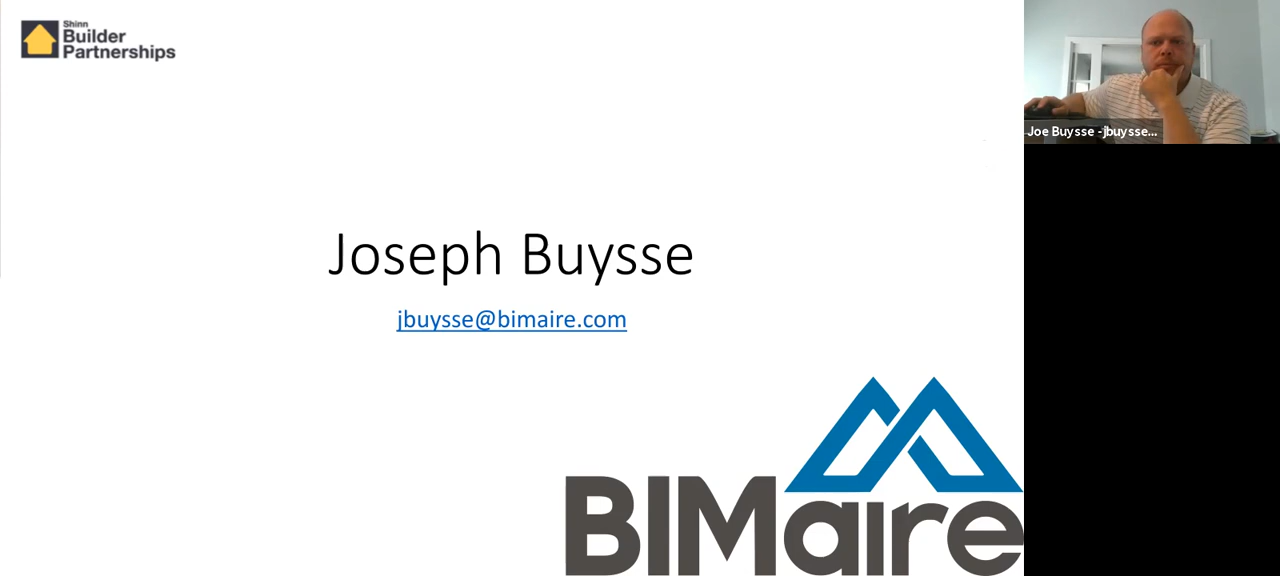 Shinn
Builder
Partnerships
Joe Buysse -jbuysse...
Joseph Buysse
jbuysse@bimaire.com
BIMaire